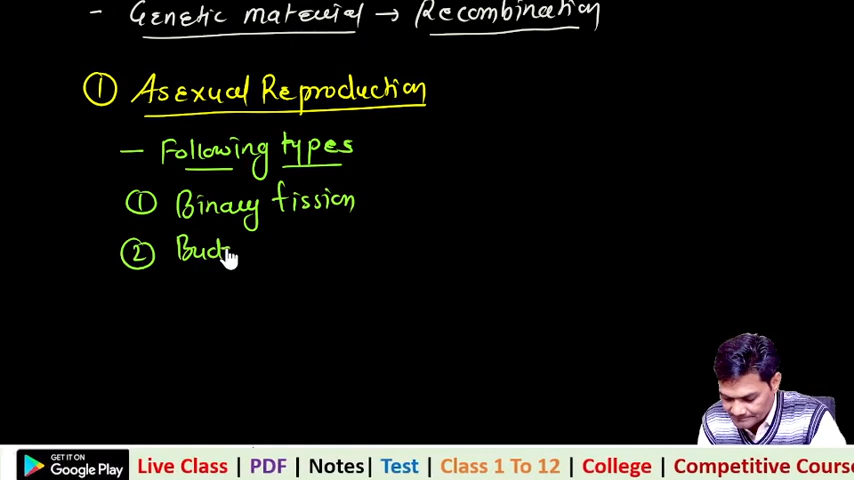 - Genetic material → Recombination
① Asexual Reproduction
— Following types
① Binary fission
② Bud
GET IT ON
Google Play
Live Class | PDF | Notes| Test | Class 1 To 12 | College | Competitive Course